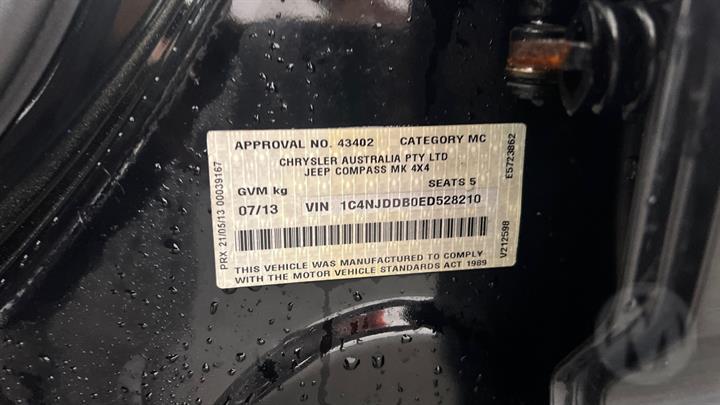 APPROVAL NO. 43402 CATEGORY MC
CHRYSLER AUSTRALIA PTY LTD
JEEP COMPASS MK 4X4
GVM kg SEATS 5
07/13 VIN 1C4NJDDB0ED528210
THIS VEHICLE WAS MANUFACTURED TO COMPLY
WITH THE MOTOR VEHICLE STANDARDS ACT 1989
PRX 21/05/13 00039167
V212598 E5723862
M